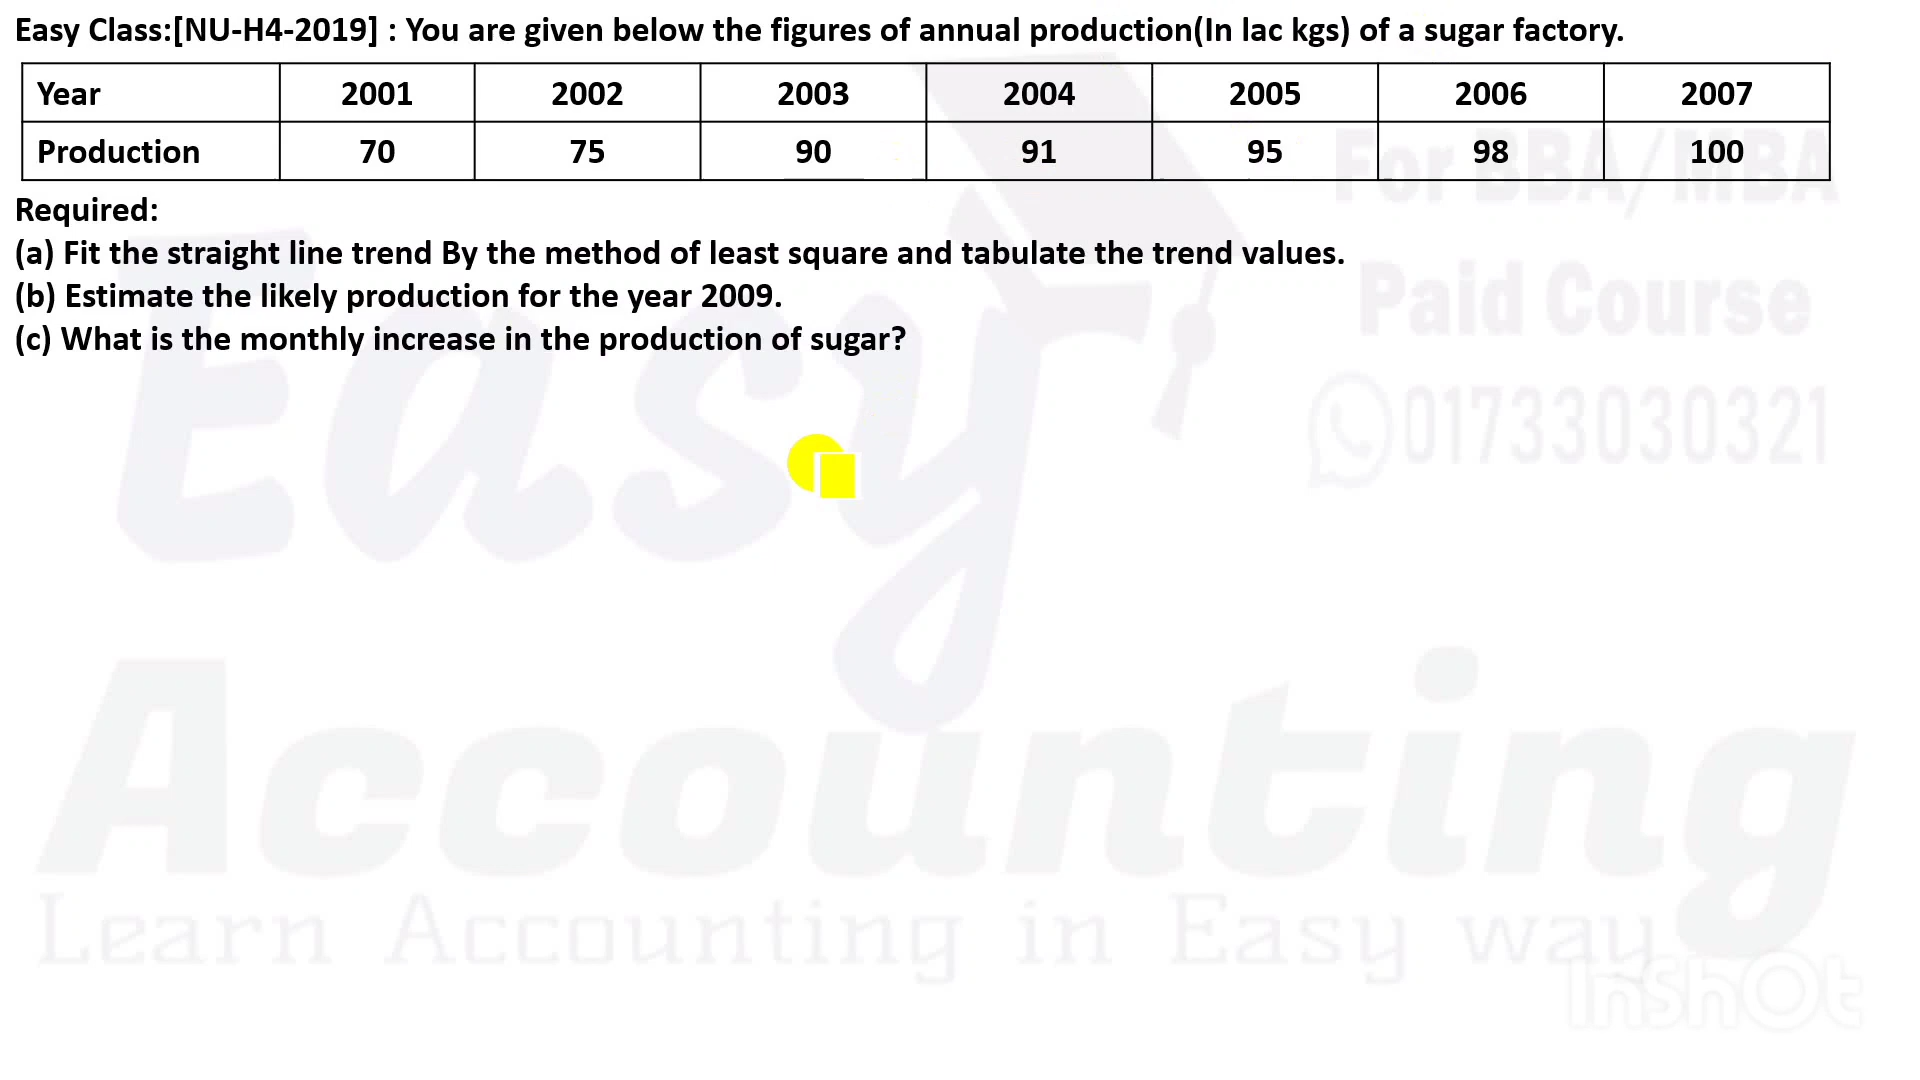 Easy Class:[NU-H4-2019] : You are given below the figures of annual production(In lac kgs) of a sugar factory.
Year 2001 2002 2003 2004 2005 2006 2007
Production 70 75 90 91 95 98 100
Required:
(a) Fit the straight line trend By the method of least square and tabulate the trend values.
(b) Estimate the likely production for the year 2009.
(c) What is the monthly increase in the production of sugar?
For BBA/MBA
Paid Course
01733030321
Easy
Accounting
Learn Accounting in Easy way
InShOt